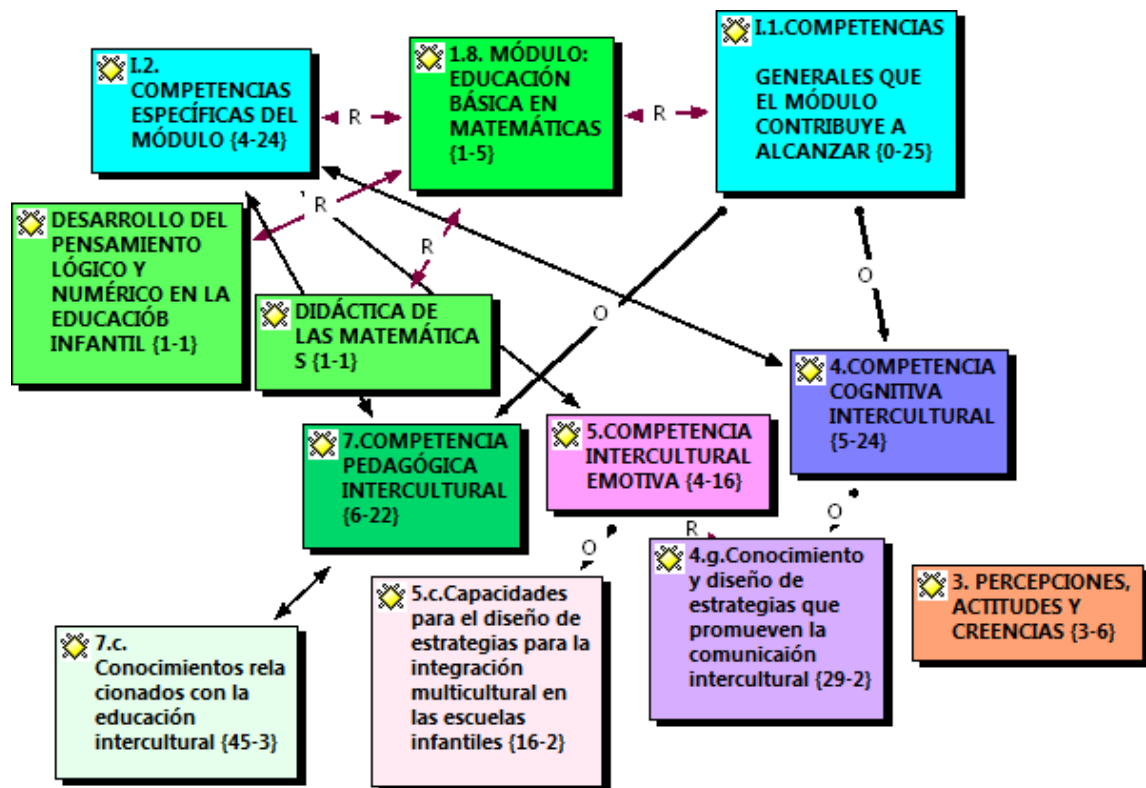 I.2.
COMPETENCIAS
ESPECÍFICAS DEL
MÓDULO {4-24}
R
1.8. MÓDULO:
EDUCACIÓN
BÁSICA EN
MATEMÁTICAS
{1-5}
R
I.1.COMPETENCIAS
GENERALES QUE
EL MÓDULO
CONTRIBUYE A
ALCANZAR {0-25}
R
R
DESARROLLO DEL
PENSAMIENTO
LÓGICO Y
NUMÉRICO EN LA
EDUCACIÓB
INFANTIL {1-1}
DIDÁCTICA DE
LAS MATEMÁTICA
S {1-1}
O
O
4.COMPETENCIA
COGNITIVA
INTERCULTURAL
{5-24}
7.COMPETENCIA
PEDAGÓGICA
INTERCULTURAL
{6-22}
5.COMPETENCIA
INTERCULTURAL
EMOTIVA {4-16}
O
R
O
7.c.
Conocimientos rela
cionados con la
educación
intercultural {45-3}
5.c.Capacidades
para el diseño de
estrategias para la
integración
multicultural en
las escuelas
infantiles {16-2}
4.g.Conocimiento
y diseño de
estrategias que
promueven la
comunicaión
intercultural {29-2}
3. PERCEPCIONES,
ACTITUDES Y
CREENCIAS {3-6}